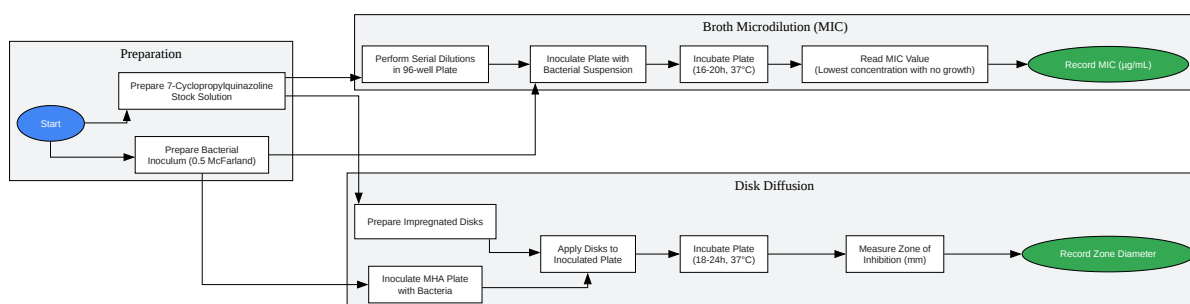 Preparation
Start
Prepare 7-Cyclopropylquinazoline
Stock Solution
Prepare Bacterial
Inoculum (0.5 McFarland)
Broth Microdilution (MIC)
Perform Serial Dilutions
in 96-well Plate
Inoculate Plate with
Bacterial Suspension
Incubate Plate
(16-20h, 37°C)
Read MIC Value
(Lowest concentration with no growth)
Record MIC (µg/mL)
Disk Diffusion
Prepare Impregnated Disks
Inoculate MHA Plate
with Bacteria
Apply Disks to
Inoculated Plate
Incubate Plate
(18-24h, 37°C)
Measure Zone of
Inhibition (mm)
Record Zone Diameter